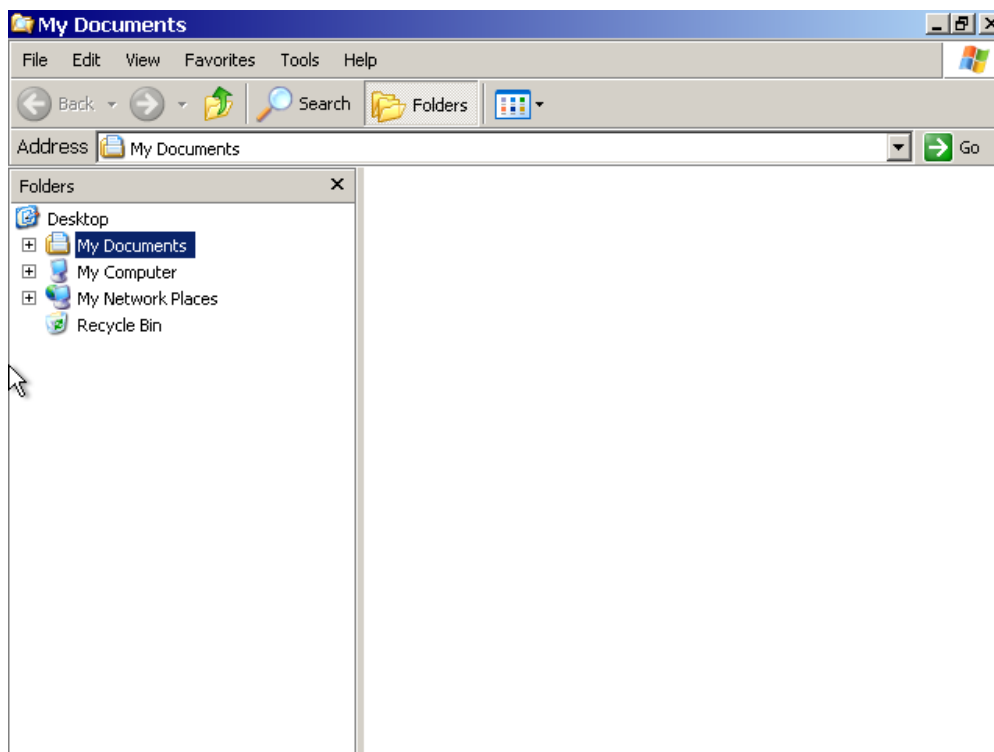 My Documents
File Edit View Favorites Tools Help
Back Search Folders
Address My Documents Go
Folders
Desktop
My Documents
My Computer
My Network Places
Recycle Bin